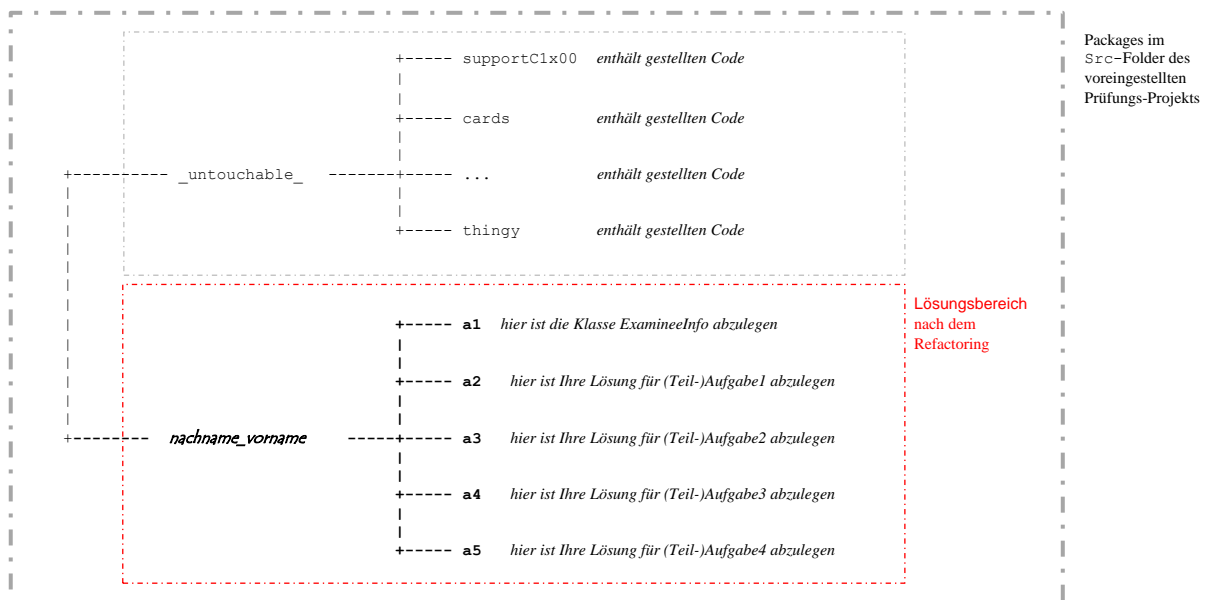 Packages im
Src-Folder des
voreingestellten
Prüfungs-Projekts
+----- supportC1x00 enthält gestellten Code
|
|
+----- cards enthält gestellten Code
|
|
+---------- _untouchable_ -------+----- ... enthält gestellten Code
|
|
+----- thingy enthält gestellten Code
Lösungsbereich
nach dem
Refactoring
+----- a1 hier ist die Klasse ExamineeInfo abzulegen
|
|
+----- a2 hier ist Ihre Lösung für (Teil-)Aufgabe1 abzulegen
|
|
+--------- nachname_vorname -----+----- a3 hier ist Ihre Lösung für (Teil-)Aufgabe2 abzulegen
|
|
+----- a4 hier ist Ihre Lösung für (Teil-)Aufgabe3 abzulegen
|
|
+----- a5 hier ist Ihre Lösung für (Teil-)Aufgabe4 abzulegen